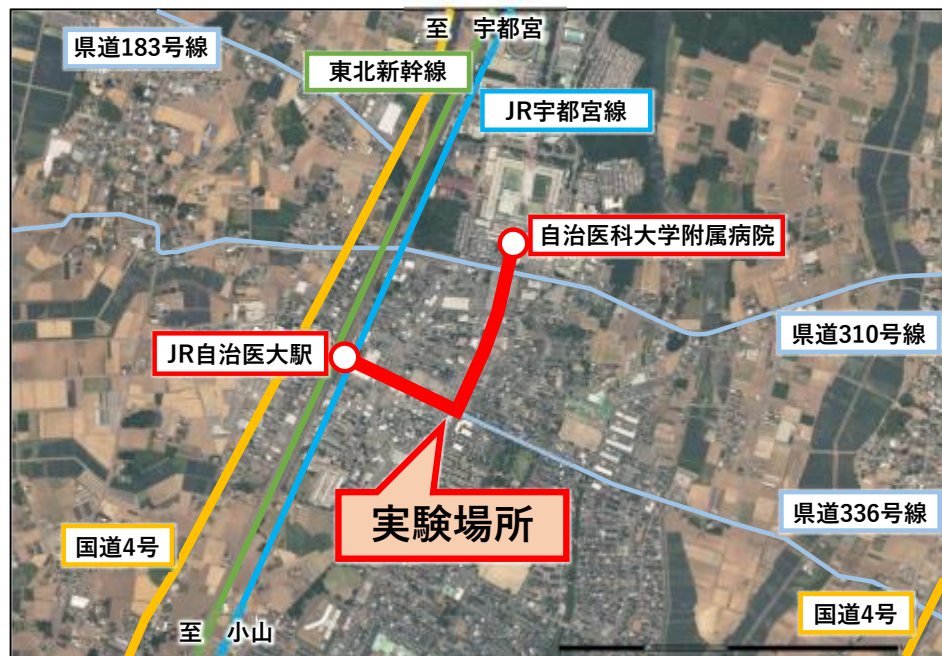 至 宇都宮
県道183号線
東北新幹線
JR宇都宮線
自治医科大学附属病院
県道310号線
JR自治医大駅
実験場所
県道336号線
国道4号
国道4号
至 小山